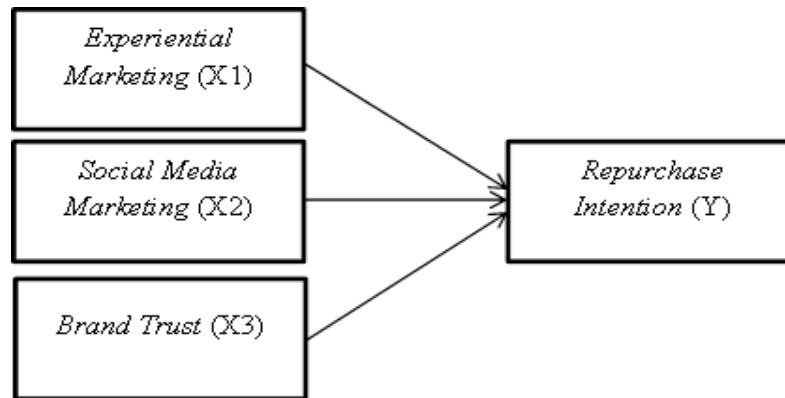 Experiential
Marketing (X1)
Social Media
Marketing (X2)
Repurchase
Intention (Y)
Brand Trust (X3)